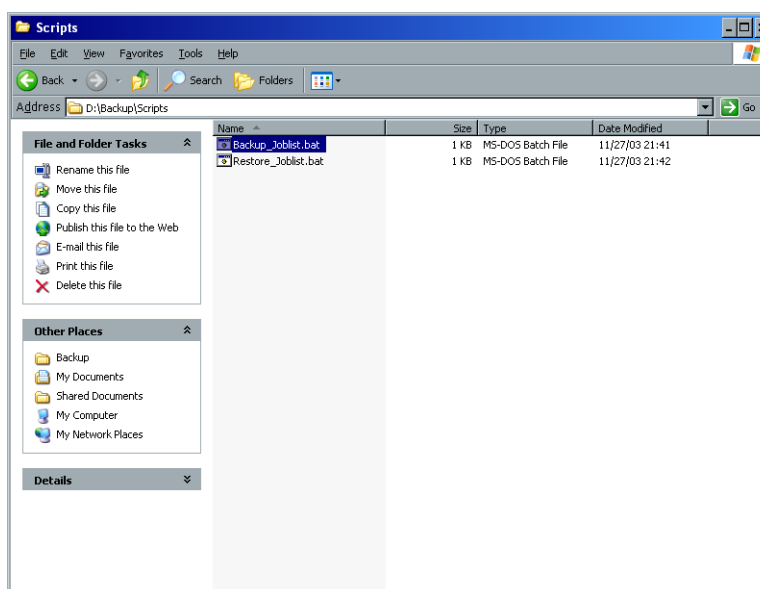 Scripts
File Edit View Favorites Tools Help
Back Search Folders
Address D:\Backup\Scripts Go
File and Folder Tasks
Rename this file
Move this file
Copy this file
Publish this file to the Web
E-mail this file
Print this file
Delete this file
Other Places
Backup
My Documents
Shared Documents
My Computer
My Network Places
Details
Name Size Type Date Modified
Backup_Joblist.bat 1 KB MS-DOS Batch File 11/27/03 21:41
Restore_Joblist.bat 1 KB MS-DOS Batch File 11/27/03 21:42